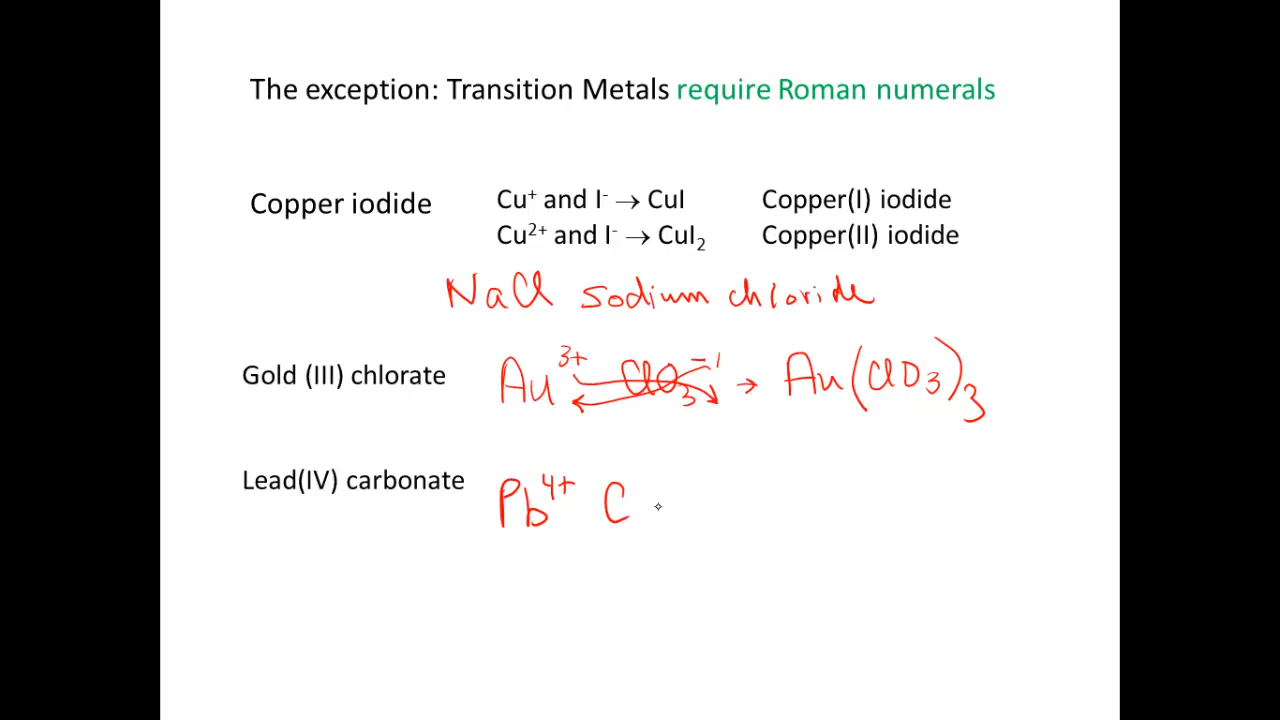 The exception: Transition Metals require Roman numerals
Copper iodide Cu⁺ and I⁻ → CuI Copper(I) iodide
Cu²⁺ and I⁻ → CuI₂ Copper(II) iodide
NaCl sodium chloride
Gold (III) chlorate Au³⁺ ClO₃⁻¹ → Au(ClO₃)₃
Lead(IV) carbonate Pb⁴⁺ C